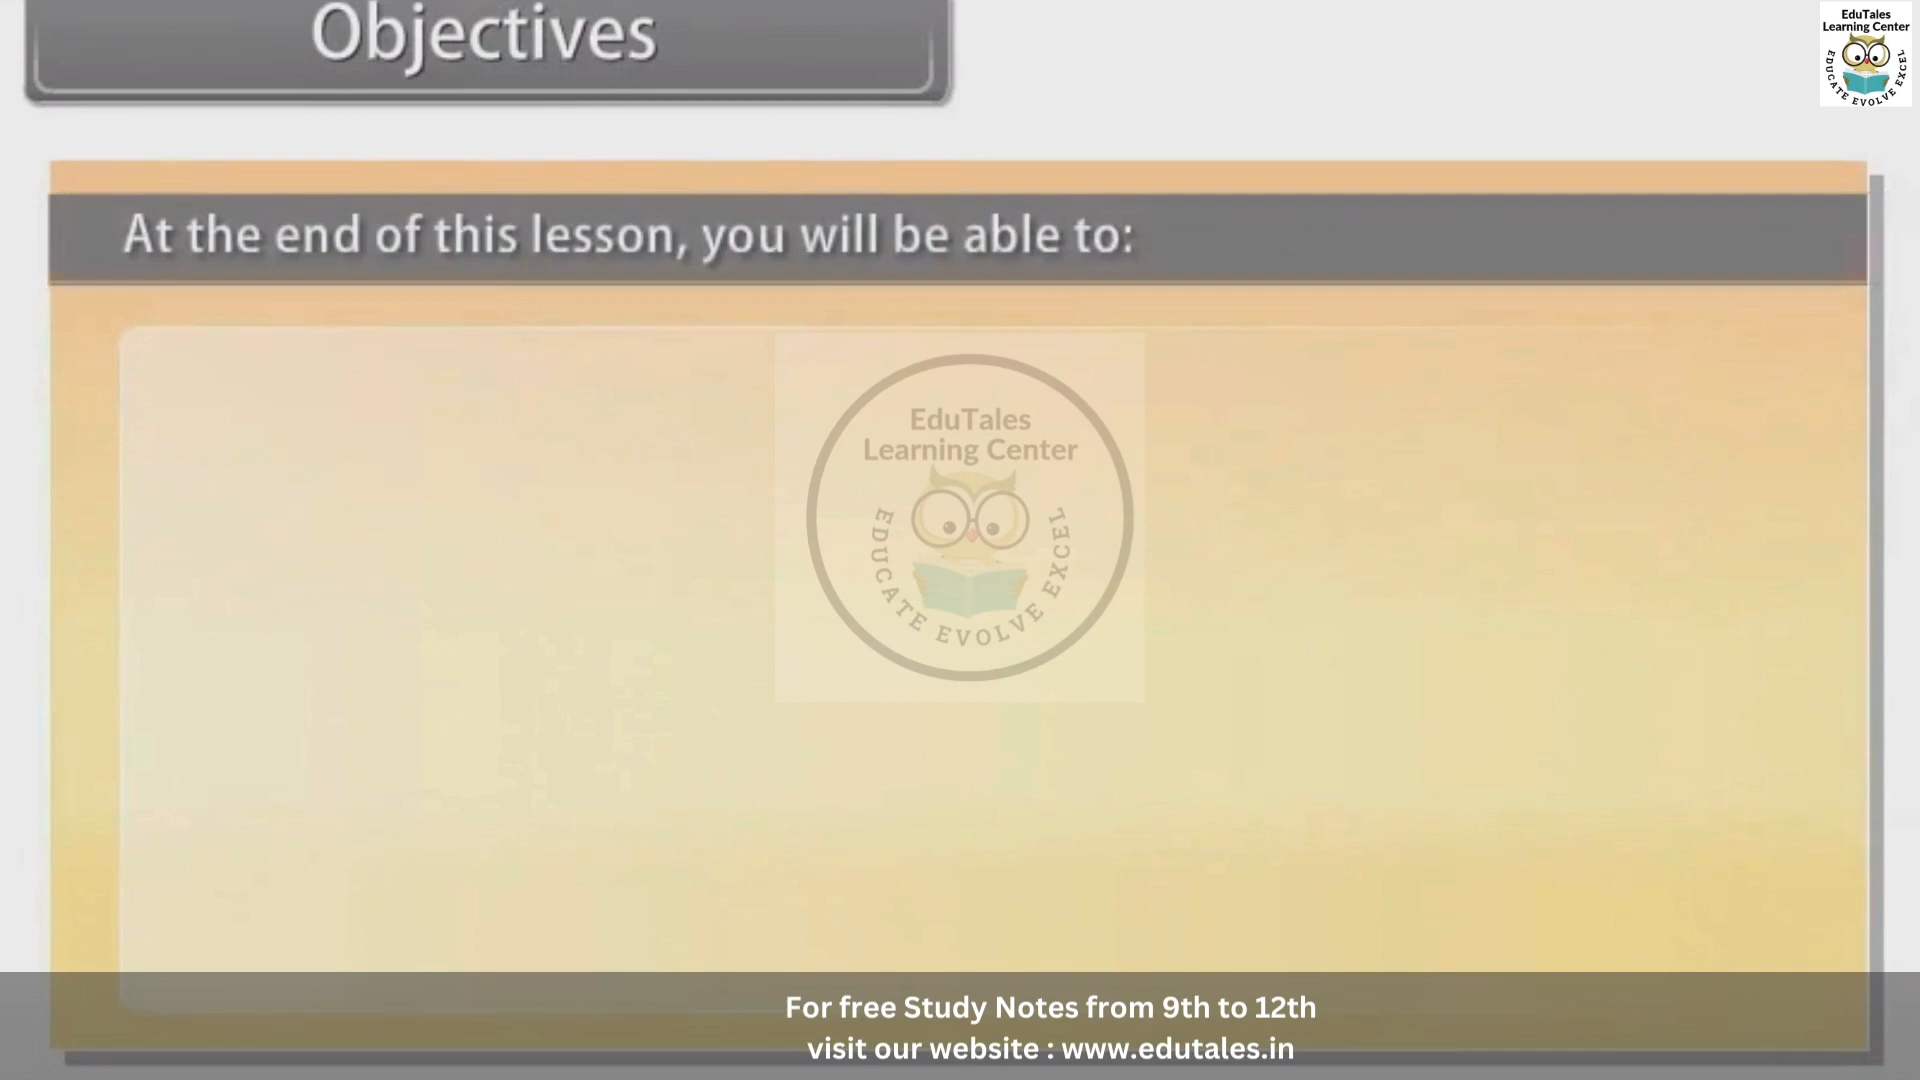 Objectives
EduTales
Learning Center
EDUCATE EVOLVE EXCEL
At the end of this lesson, you will be able to:
EduTales
Learning Center
EDUCATE EVOLVE EXCEL
For free Study Notes from 9th to 12th
visit our website : www.edutales.in